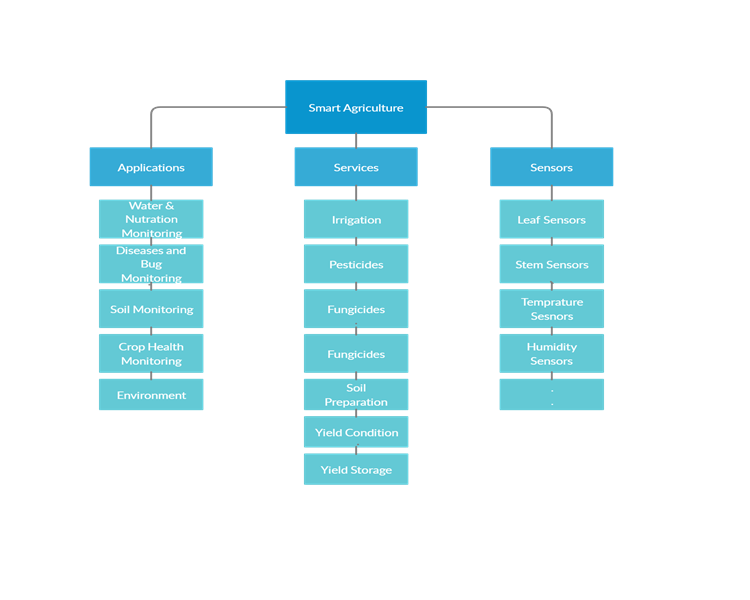 Smart Agriculture
Applications
Services
Sensors
Water &
Nutration
Monitoring
Diseases and
Bug
Monitoring
Soil Monitoring
Crop Health
Monitoring
Environment
Irrigation
Pesticides
Fungicides
Fungicides
Soil
Preparation
Yield Condition
Yield Storage
Leaf Sensors
Stem Sensors
Temprature
Sesnors
Humidity
Sensors
.
.